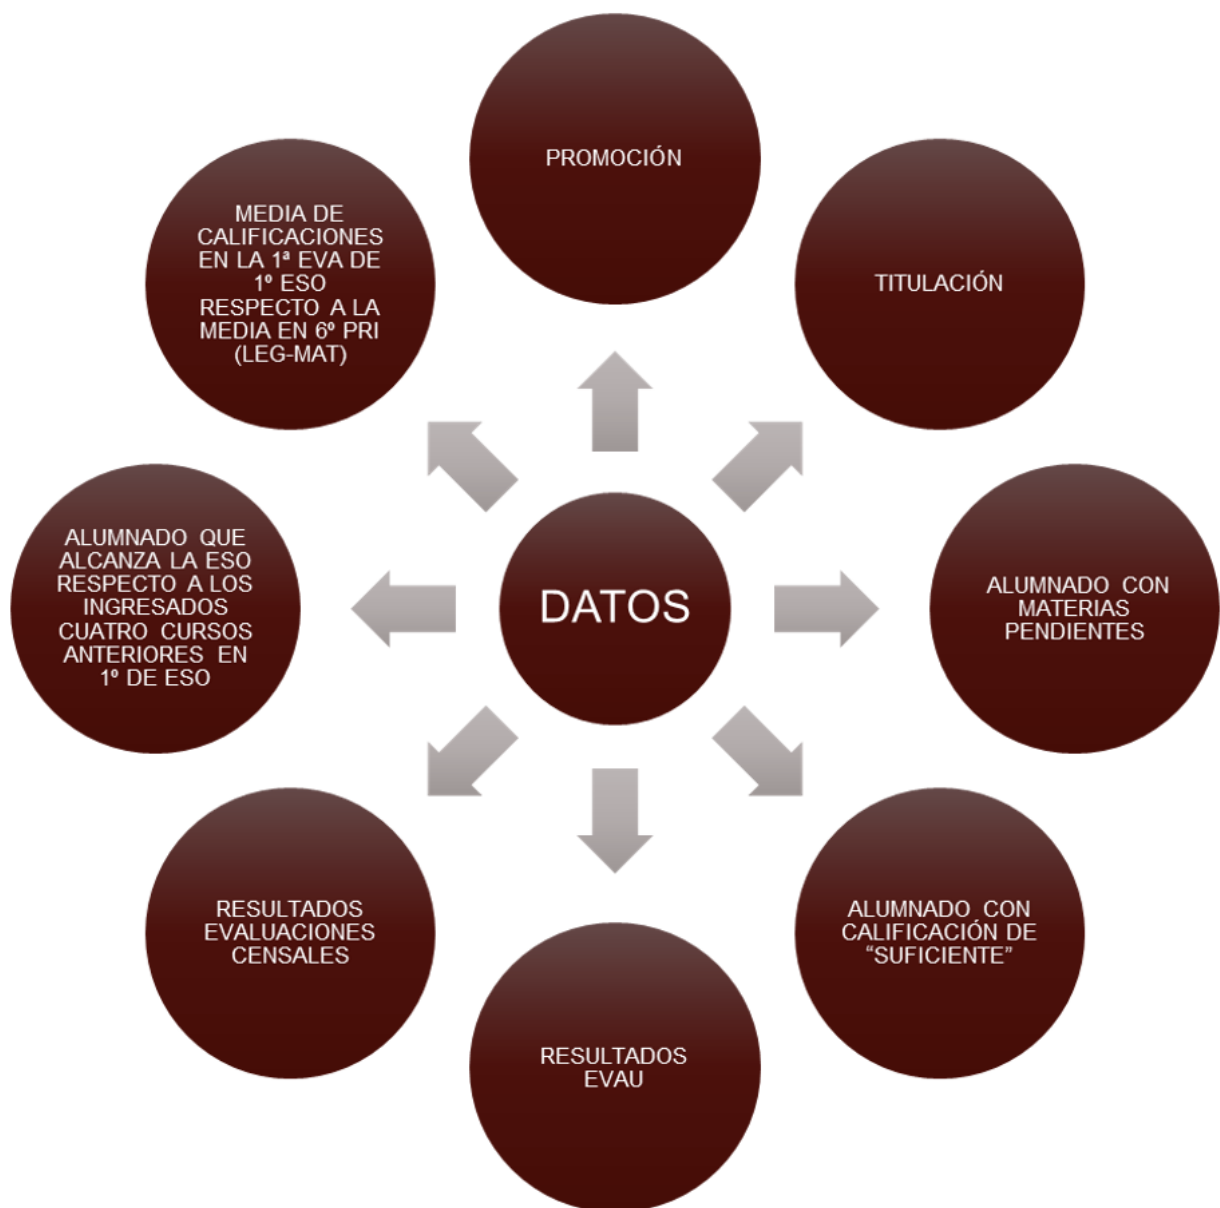 PROMOCIÓN
TITULACIÓN
ALUMNADO CON
MATERIAS
PENDIENTES
ALUMNADO CON
CALIFICACIÓN DE
“SUFICIENTE”
RESULTADOS
EVAU
RESULTADOS
EVALUACIONES
CENSALES
ALUMNADO QUE
ALCANZA LA ESO
RESPECTO A LOS
INGRESADOS
CUATRO CURSOS
ANTERIORES EN
1º DE ESO
MEDIA DE
CALIFICACIONES
EN LA 1ª EVA DE
1º ESO
RESPECTO A LA
MEDIA EN 6º PRI
(LEG-MAT)
DATOS